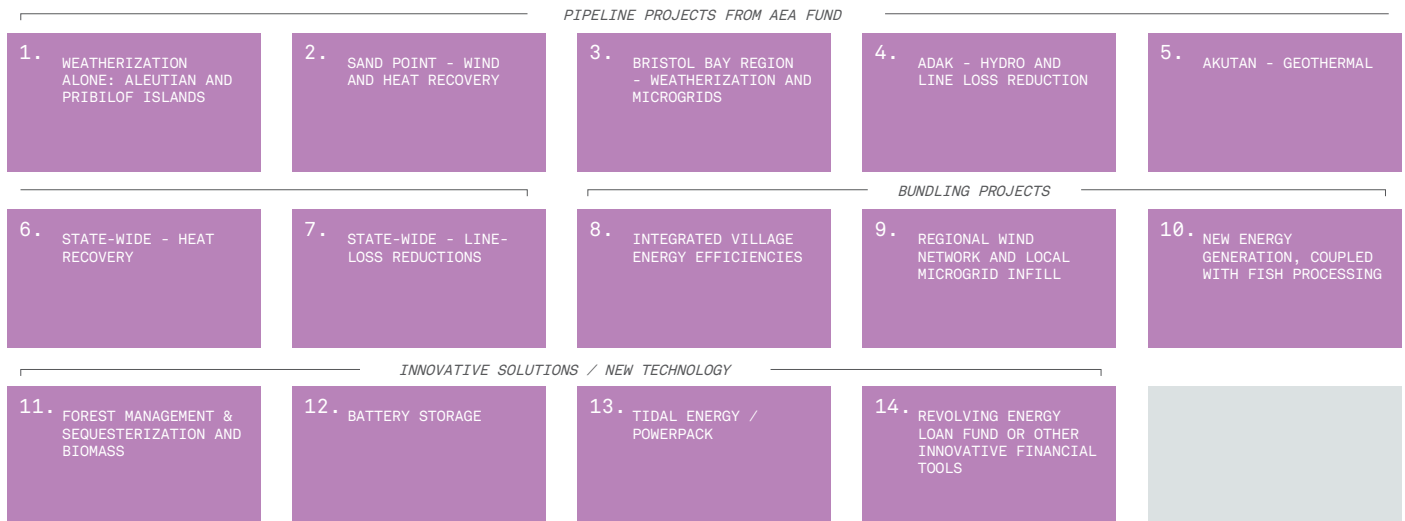 PIPELINE PROJECTS FROM AEA FUND
1.
WEATHERIZATION
ALONE: ALEUTIAN AND
PRIBILOF ISLANDS
2.
SAND POINT - WIND
AND HEAT RECOVERY
3.
BRISTOL BAY REGION
- WEATHERIZATION AND
MICROGRIDS
4.
ADAK - HYDRO AND
LINE LOSS REDUCTION
5.
AKUTAN - GEOTHERMAL
BUNDLING PROJECTS
6.
STATE-WIDE - HEAT
RECOVERY
7.
STATE-WIDE - LINE-
LOSS REDUCTIONS
8.
INTEGRATED VILLAGE
ENERGY EFFICIENCIES
9.
REGIONAL WIND
NETWORK AND LOCAL
MICROGRID INFILL
10.
NEW ENERGY
GENERATION, COUPLED
WITH FISH PROCESSING
INNOVATIVE SOLUTIONS / NEW TECHNOLOGY
11.
FOREST MANAGEMENT &
SEQUESTERIZATION AND
BIOMASS
12.
BATTERY STORAGE
13.
TIDAL ENERGY /
POWERPACK
14.
REVOLVING ENERGY
LOAN FUND OR OTHER
INNOVATIVE FINANCIAL
TOOLS